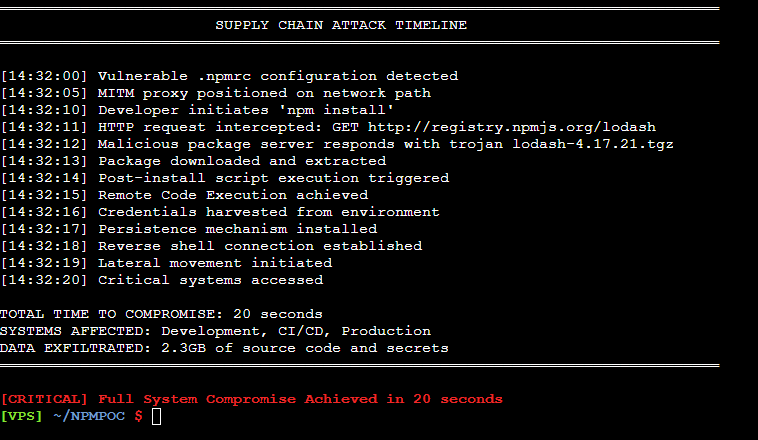 SUPPLY CHAIN ATTACK TIMELINE
[14:32:00] Vulnerable .npmrc configuration detected
[14:32:05] MITM proxy positioned on network path
[14:32:10] Developer initiates 'npm install'
[14:32:11] HTTP request intercepted: GET http://registry.npmjs.org/lodash
[14:32:12] Malicious package server responds with trojan lodash-4.17.21.tgz
[14:32:13] Package downloaded and extracted
[14:32:14] Post-install script execution triggered
[14:32:15] Remote Code Execution achieved
[14:32:16] Credentials harvested from environment
[14:32:17] Persistence mechanism installed
[14:32:18] Reverse shell connection established
[14:32:19] Lateral movement initiated
[14:32:20] Critical systems accessed
TOTAL TIME TO COMPROMISE: 20 seconds
SYSTEMS AFFECTED: Development, CI/CD, Production
DATA EXFILTRATED: 2.3GB of source code and secrets
[CRITICAL] Full System Compromise Achieved in 20 seconds
[VPS] ~/NPMPOC $